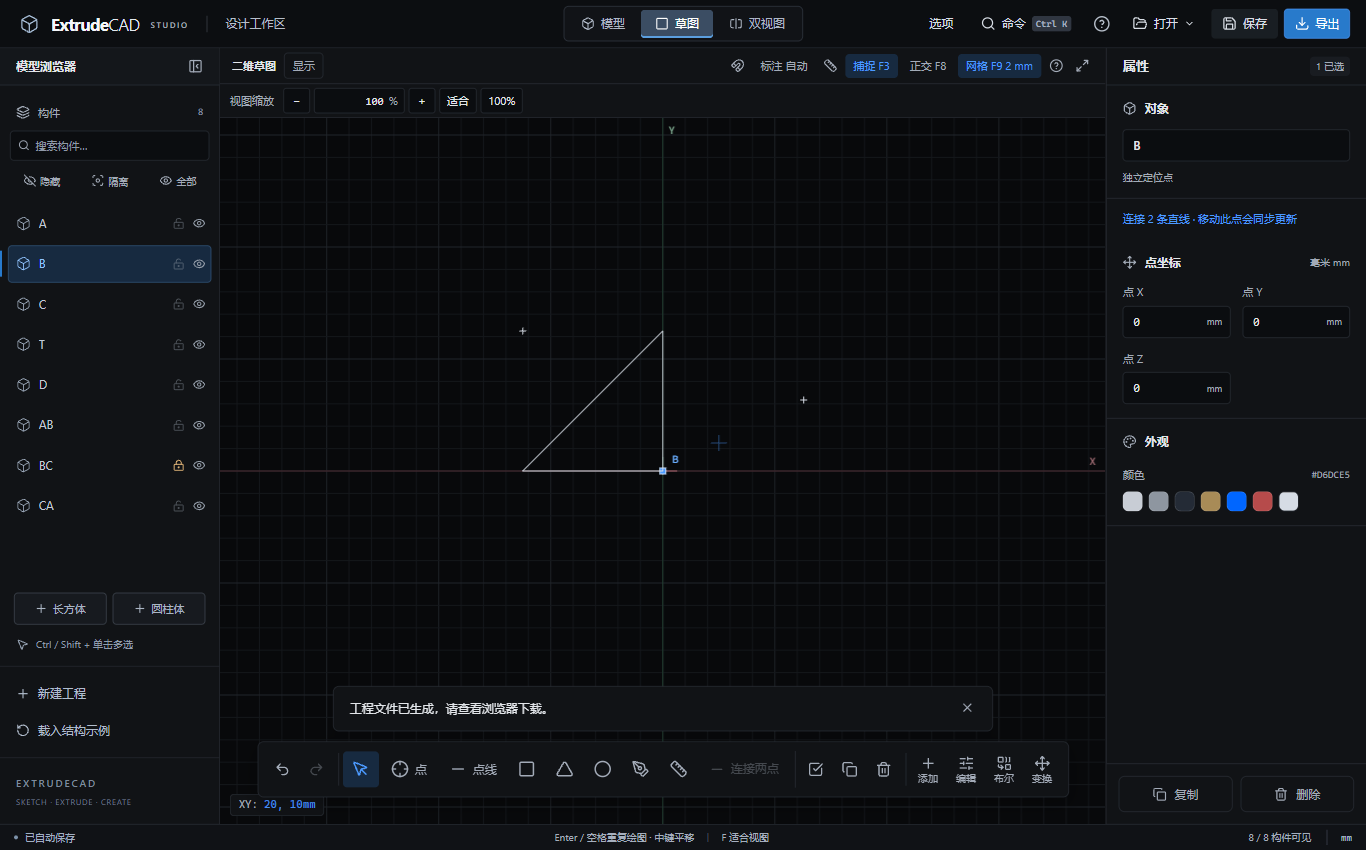 ExtrudeCAD STUDIO 设计工作区 模型 草图 双视图 选项 命令 Ctrl K 打开 保存 导出
模型浏览器
构件 8
搜索构件...
隐藏 隔离 全部
A
B
C
T
D
AB
BC
CA
长方体 圆柱体
Ctrl / Shift + 单击多选
新建工程
载入结构示例
EXTRUDECAD
SKETCH · EXTRUDE · CREATE
二维草图 显示 标注 自动 捕捉 F3 正交 F8 网格 F9 2 mm
视图缩放 − 100 % + 适合 100%
Y
B
X
工程文件已生成，请查看浏览器下载。
点 点线 连接两点 添加 编辑 布尔 变换
XY: 20, 10mm
属性 1 已选
对象
B
独立定位点
连接 2 条直线 · 移动此点会同步更新
点坐标 毫米 mm
点 X 点 Y
0 mm 0 mm
点 Z
0 mm
外观
颜色 #D6DCE5
复制 删除
已自动保存 Enter / 空格重复绘图 · 中键平移 F 适合视图 8 / 8 构件可见 mm